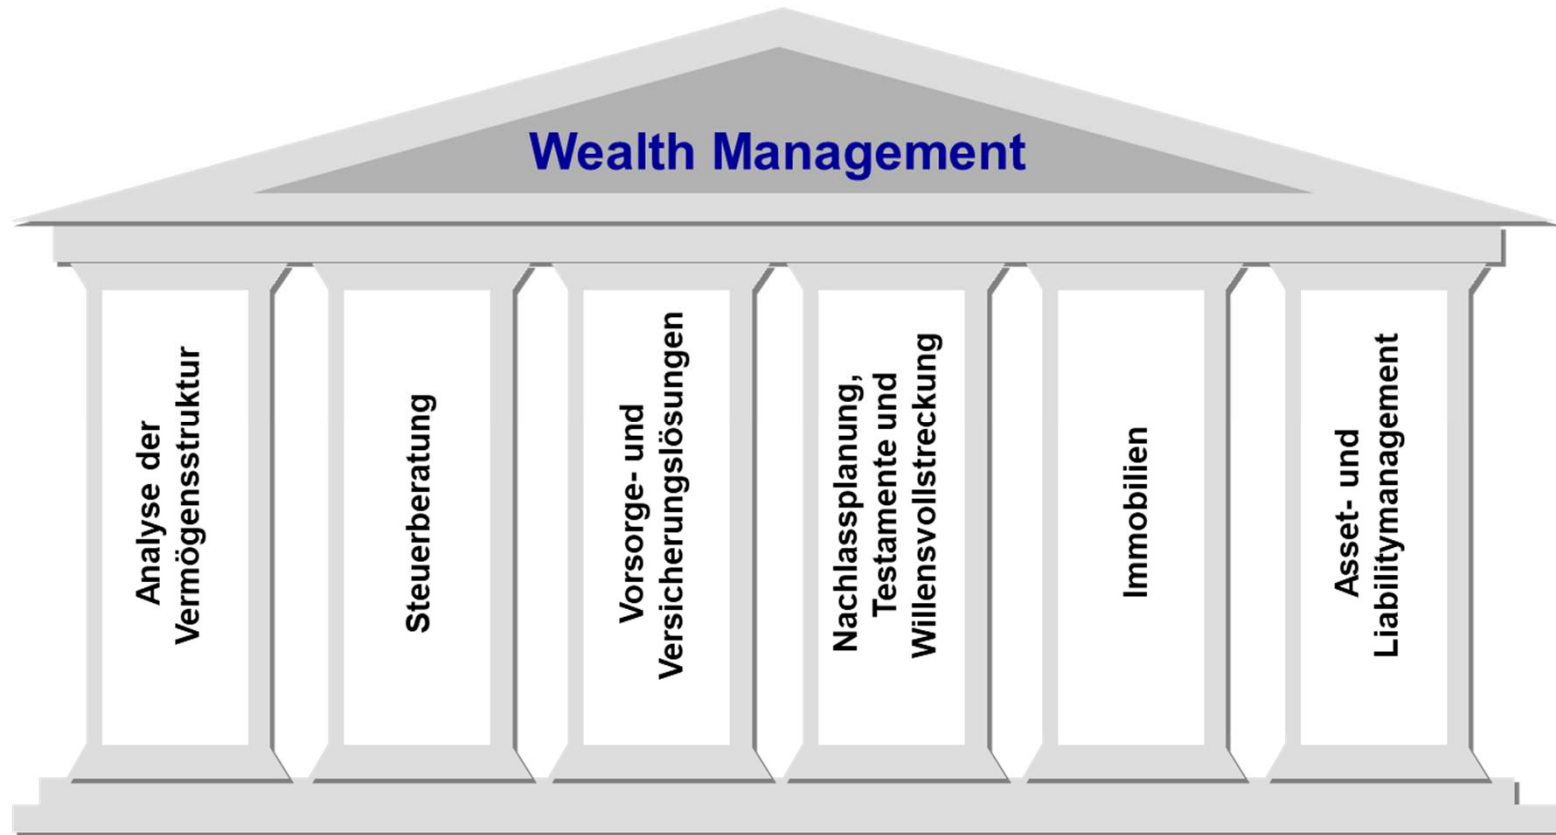 Wealth Management
Analyse der
Vermögensstruktur
Steuerberatung
Vorsorge- und
Versicherungslösungen
Nachlassplanung,
Testamente und
Willensvollstreckung
Immobilien
Asset- und
Liabilitymanagement